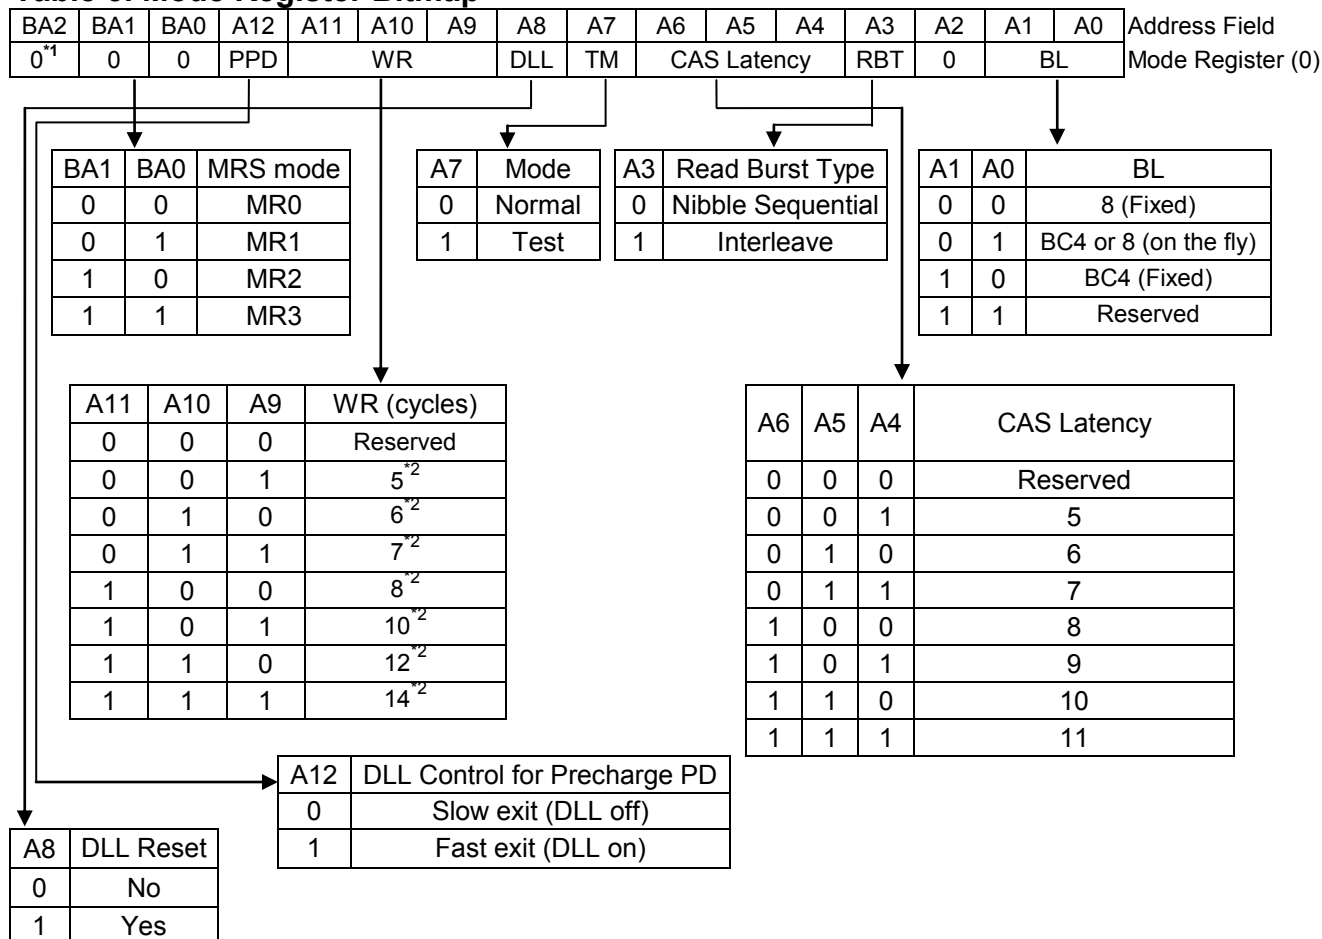 BA2 BA1 BA0 A12 A11 A10 A9 A8 A7 A6 A5 A4 A3 A2 A1 A0 Address Field
0*1 0 0 PPD WR DLL TM CAS Latency RBT 0 BL Mode Register (0)
BA1 BA0 MRS mode
0 0 MR0
0 1 MR1
1 0 MR2
1 1 MR3
A7 Mode
0 Normal
1 Test
A3 Read Burst Type
0 Nibble Sequential
1 Interleave
A1 A0 BL
0 0 8 (Fixed)
0 1 BC4 or 8 (on the fly)
1 0 BC4 (Fixed)
1 1 Reserved
A11 A10 A9 WR (cycles)
0 0 0 Reserved
0 0 1 5*2
0 1 0 6*2
0 1 1 7*2
1 0 0 8*2
1 0 1 10*2
1 1 0 12*2
1 1 1 14*2
A6 A5 A4 CAS Latency
0 0 0 Reserved
0 0 1 5
0 1 0 6
0 1 1 7
1 0 0 8
1 0 1 9
1 1 0 10
1 1 1 11
A12 DLL Control for Precharge PD
0 Slow exit (DLL off)
1 Fast exit (DLL on)
A8 DLL Reset
0 No
1 Yes